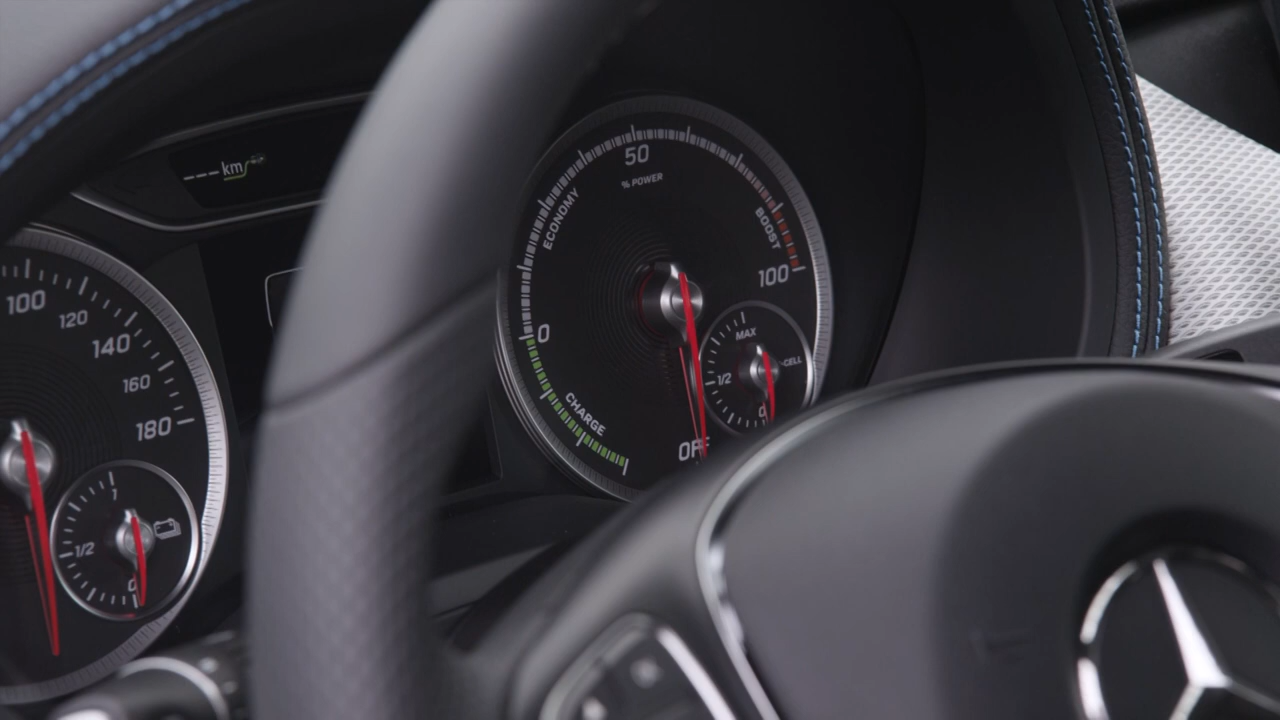 --- km
100
120
140
160
180
1
1/2
0
50
% POWER
ECONOMY
BOOST
100
0
CHARGE
OFF
MAX
CELL
1/2
0